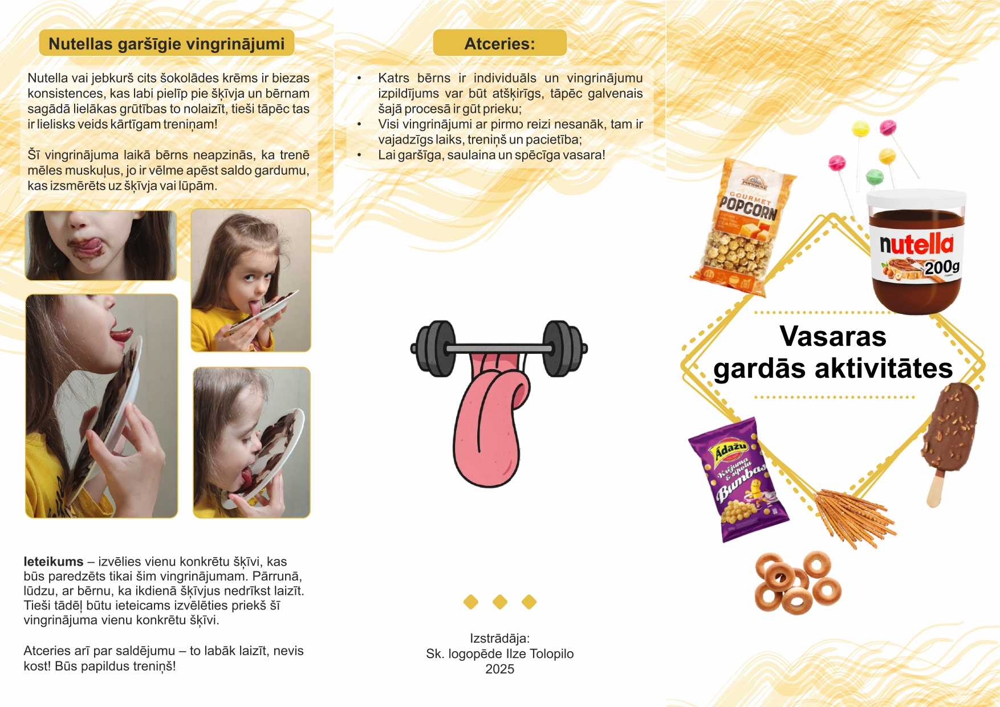 Nutellas garšīgie vingrinājumi
Nutella vai jebkurš cits šokolādes krēms ir biezas
konsistences, kas labi pielīp pie šķīvja un bērnam
sagādā lielākas grūtības to nolaizīt, tieši tāpēc tas
ir lielisks veids kārtīgam treniņam!
Šī vingrinājuma laikā bērns neapzinās, ka trenē
mēles muskuļus, jo ir vēlme apēst saldo gardumu,
kas izsmērēts uz šķīvja vai lūpām.
Ieteikums – izvēlies vienu konkrētu šķīvi, kas
būs paredzēts tikai šim vingrinājumam. Pārrunā,
lūdzu, ar bērnu, ka ikdienā šķīvjus nedrīkst laizīt.
Tieši tādēļ būtu ieteicams izvēlēties priekš šī
vingrinājuma vienu konkrētu šķīvi.
Atceries arī par saldējumu – to labāk laizīt, nevis
kost! Būs papildus treniņš!
Atceries:
• Katrs bērns ir individuāls un vingrinājumu
izpildījums var būt atšķirīgs, tāpēc galvenais
šajā procesā ir gūt prieku;
• Visi vingrinājumi ar pirmo reizi nesanāk, tam ir
vajadzīgs laiks, treniņš un pacietība;
• Lai garšīga, saulaina un spēcīga vasara!
Izstrādāja:
Sk. logopēde Ilze Tolopilo
2025
POPHOUSE
GOURMET
POPCORN
CARAMEL
CLASSIC
nutella
200g
Vasaras
gardās aktivitātes
Ādažu
Krējuma
& sīpolu
Bumbas